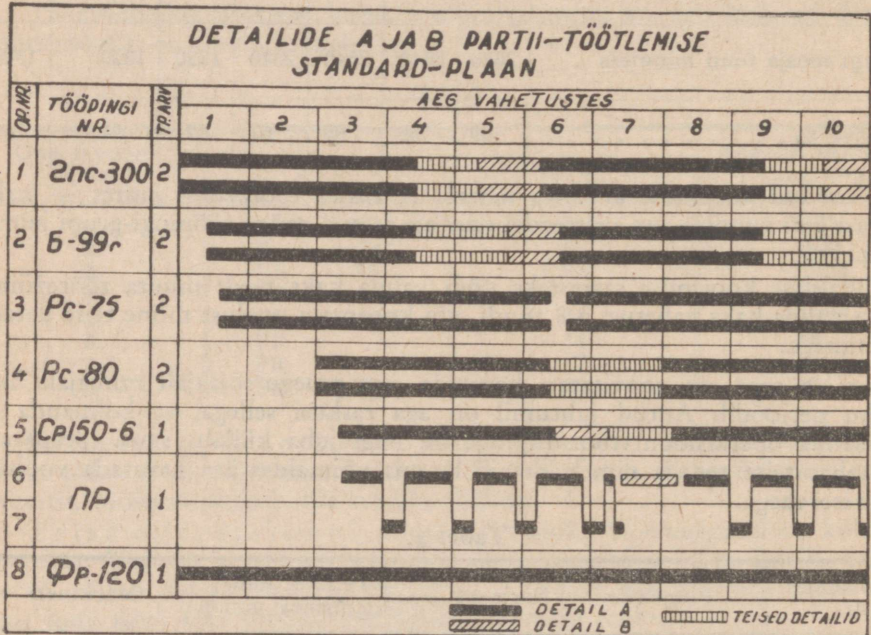 DETAILIDE A JA B PARTII-TÖÖTLEMISE
STANDARD-PLAAN
OP. NR.
TÖÖPINGI
NR.
TP. ARV
AEG VAHETUSTES
1 2 3 4 5 6 7 8 9 10
1 2пс-300 2
2 Б-99г 2
3 Рс-75 2
4 Рс-80 2
5 Ср150-6 1
6
ПР 1
7
8 Фр-120 1
DETAIL A
DETAIL B
TEISED DETAILID